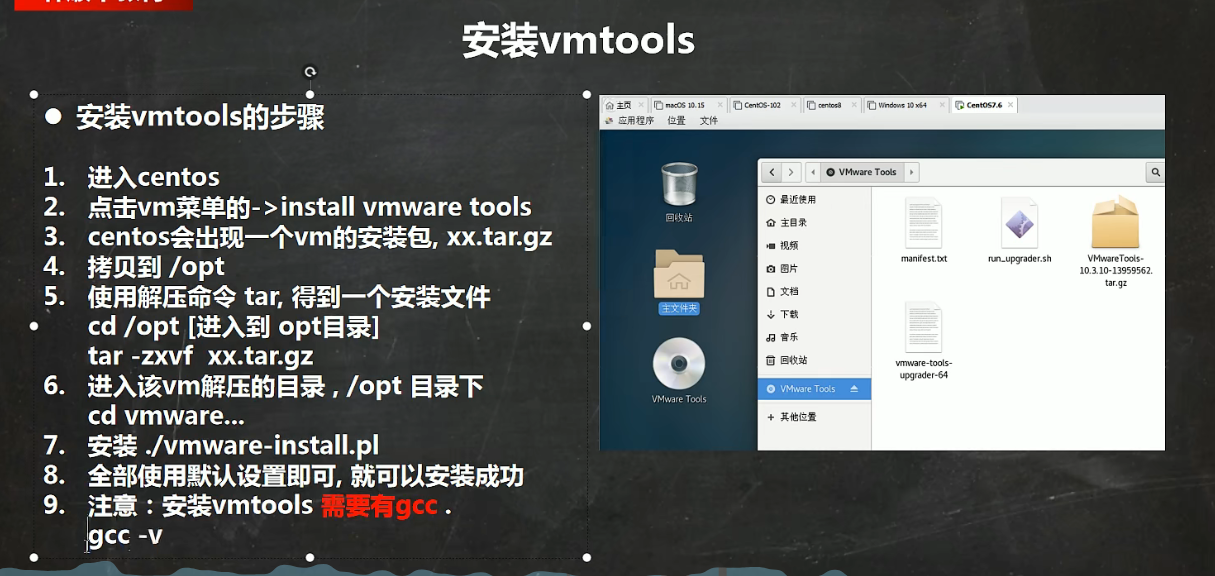 安装vmtools
● 安装vmtools的步骤
1. 进入centos
2. 点击vm菜单的->install vmware tools
3. centos会出现一个vm的安装包, xx.tar.gz
4. 拷贝到 /opt
5. 使用解压命令 tar, 得到一个安装文件
cd /opt [进入到 opt目录]
tar -zxvf xx.tar.gz
6. 进入该vm解压的目录 , /opt 目录下
cd vmware...
7. 安装 ./vmware-install.pl
8. 全部使用默认设置即可, 就可以安装成功
9. 注意：安装vmtools 需要有gcc .
gcc -v
主页 macOS 10.15 CentOS-102 centos8 Windows 10 x64 CentOS7.6
应用程序 位置 文件
回收站
主文件夹
VMware Tools
VMware Tools
最近使用
主目录
视频
图片
文档
下载
音乐
回收站
VMware Tools
+ 其他位置
manifest.txt
run_upgrader.sh
VMwareTools-
10.3.10-13959562.
tar.gz
vmware-tools-
upgrader-64